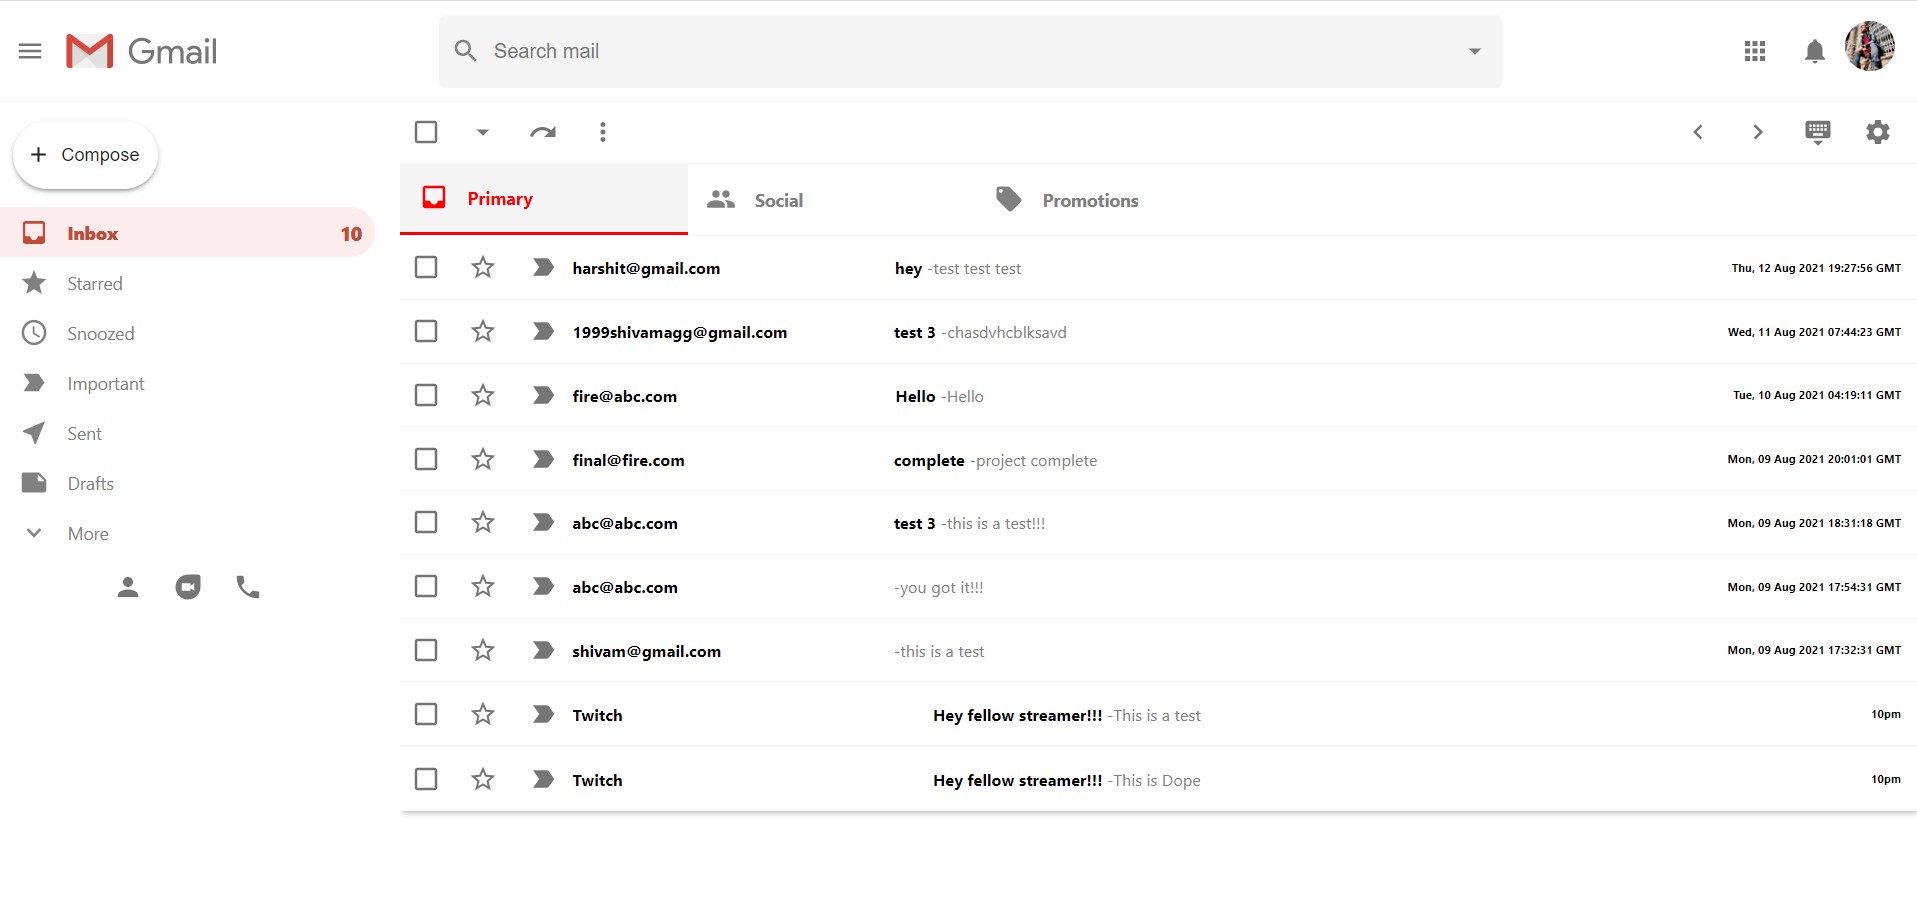 Gmail
Search mail
Compose
Inbox 10
Starred
Snoozed
Important
Sent
Drafts
More
Primary Social Promotions
harshit@gmail.com hey -test test test Thu, 12 Aug 2021 19:27:56 GMT
1999shivamagg@gmail.com test 3 -chasdvhcblksavd Wed, 11 Aug 2021 07:44:23 GMT
fire@abc.com Hello -Hello Tue, 10 Aug 2021 04:19:11 GMT
final@fire.com complete -project complete Mon, 09 Aug 2021 20:01:01 GMT
abc@abc.com test 3 -this is a test!!! Mon, 09 Aug 2021 18:31:18 GMT
abc@abc.com -you got it!!! Mon, 09 Aug 2021 17:54:31 GMT
shivam@gmail.com -this is a test Mon, 09 Aug 2021 17:32:31 GMT
Twitch Hey fellow streamer!!! -This is a test 10pm
Twitch Hey fellow streamer!!! -This is Dope 10pm